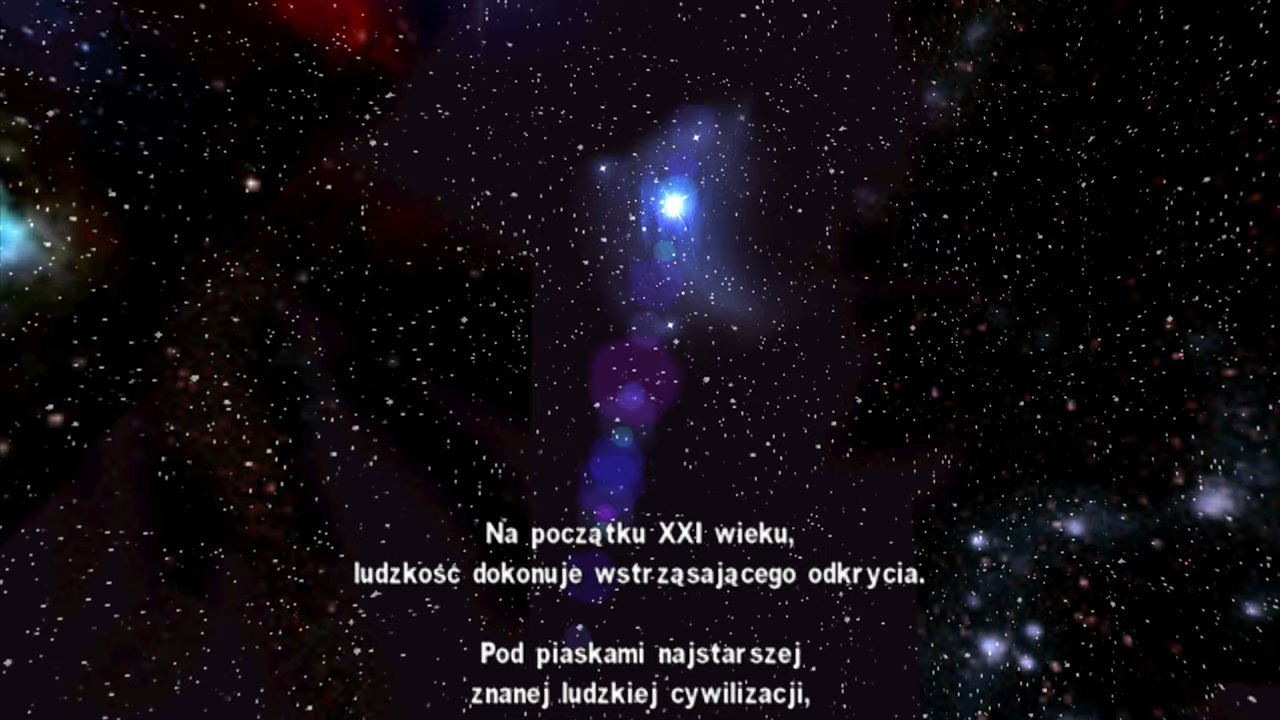 Na początku XXI wieku,
ludzkość dokonuje wstrząsającego odkrycia.
Pod piaskami najstarszej
znanej ludzkiej cywilizacji,